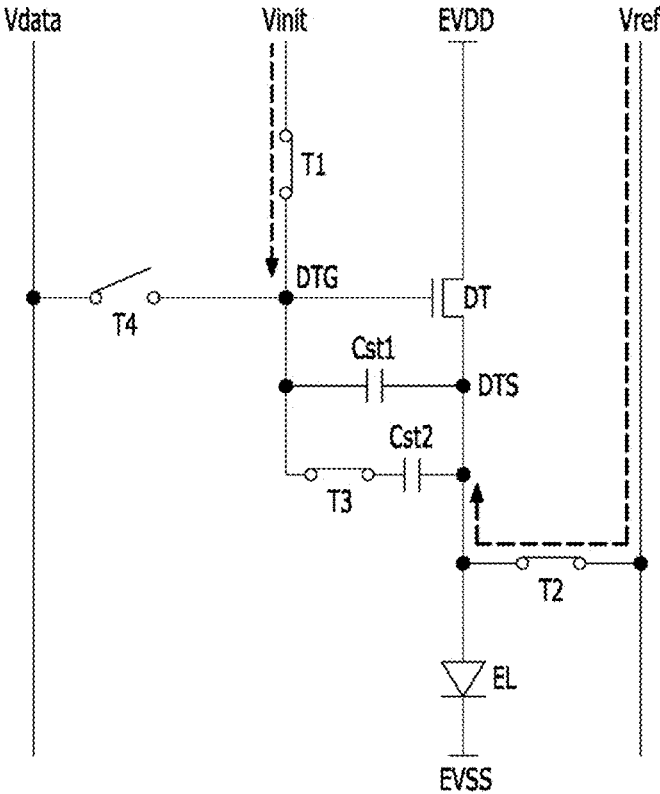 Vdata Vinit EVDD Vref
T1
DTG
DT
T4
Cst1
DTS
Cst2
T3
T2
EL
EVSS